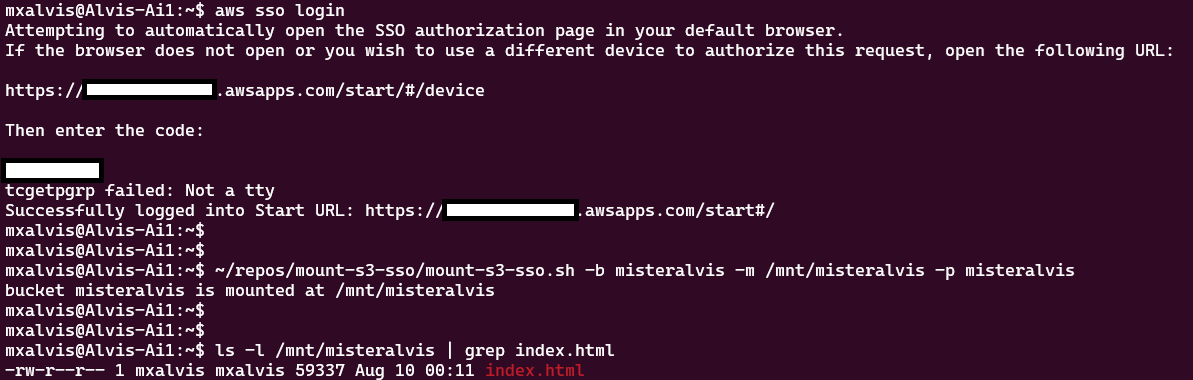 mxalvis@Alvis-Ai1:~$ aws sso login
Attempting to automatically open the SSO authorization page in your default browser.
If the browser does not open or you wish to use a different device to authorize this request, open the following URL:
https://.awsapps.com/start/#/device
Then enter the code:
tcgetpgrp failed: Not a tty
Successfully logged into Start URL: https://.awsapps.com/start#/
mxalvis@Alvis-Ai1:~$
mxalvis@Alvis-Ai1:~$
mxalvis@Alvis-Ai1:~$ ~/repos/mount-s3-sso/mount-s3-sso.sh -b misteralvis -m /mnt/misteralvis -p misteralvis
bucket misteralvis is mounted at /mnt/misteralvis
mxalvis@Alvis-Ai1:~$
mxalvis@Alvis-Ai1:~$
mxalvis@Alvis-Ai1:~$ ls -l /mnt/misteralvis | grep index.html
-rw-r--r-- 1 mxalvis mxalvis 59337 Aug 10 00:11 index.html